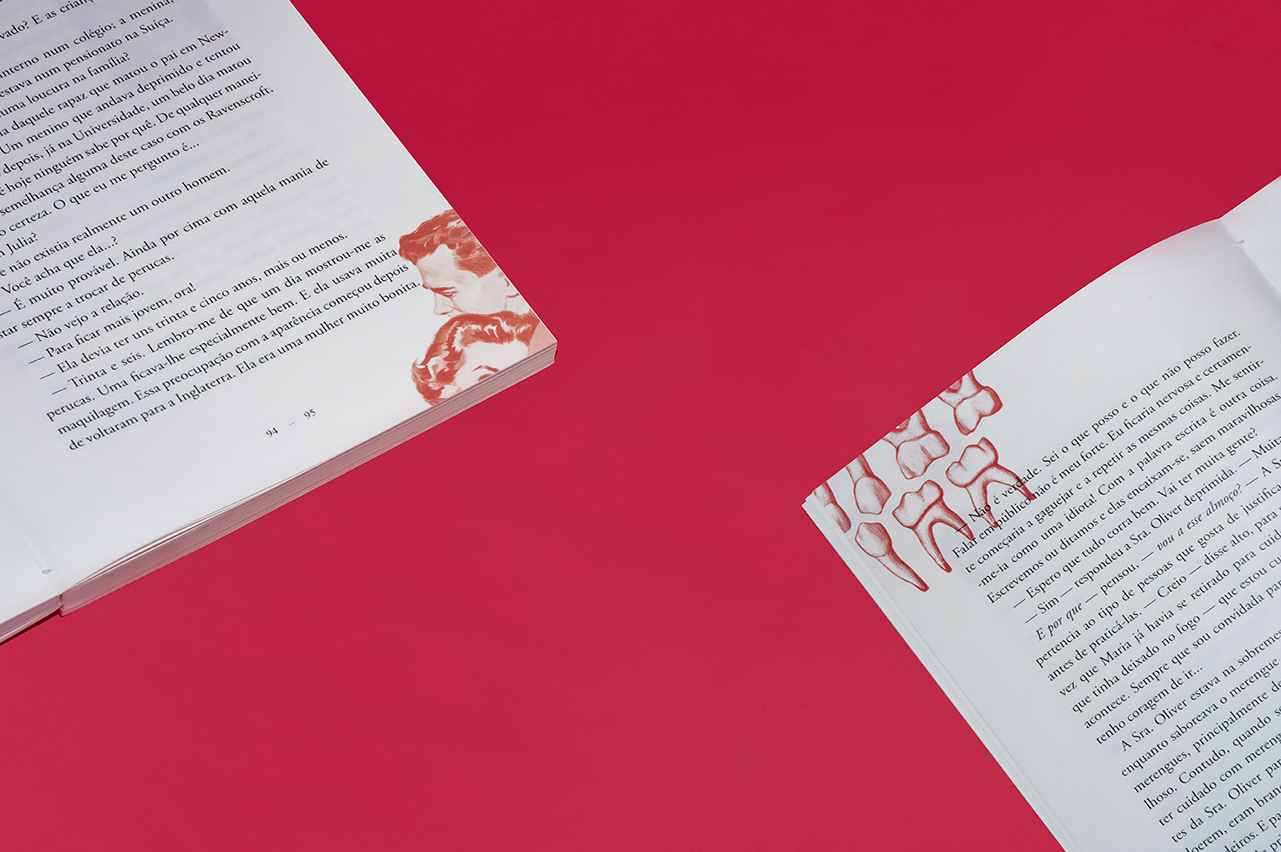 vado? E as crianç
interno num colégio; a menina,
estava num pensionato na Suíça.
uma loucura na família?
ia daquele rapaz que matou o pai em New-
Um menino que andava deprimido e tentou
depois, já na Universidade, um belo dia matou
é hoje ninguém sabe por quê. De qualquer manei-
semelhança alguma deste caso com os Ravenscroft.
o certeza. O que eu me pergunto é...
e não existia realmente um outro homem.
n Julia?
Você acha que ela...?
— É muito provável. Ainda por cima com aquela mania de
star sempre a trocar de perucas.
— Não vejo a relação.
— Para ficar mais jovem, ora!
— Ela devia ter uns trinta e cinco anos, mais ou menos.
— Trinta e seis. Lembro-me de que um dia mostrou-me as
perucas. Uma ficava-lhe especialmente bem. E ela usava muita
maquilagem. Essa preocupação com a aparência começou depois
de voltaram para a Inglaterra. Ela era uma mulher muito bonita.
94 — 95
— Não é verdade. Sei o que posso e o que não posso fazer.
Falar em público não é meu forte. Eu ficaria nervosa e certamen-
te começaria a gaguejar e a repetir as mesmas coisas. Me sentir-
-me-ia como uma idiota! Com a palavra escrita é outra coisa.
Escrevemos ou ditamos e elas encaixam-se, saem maravilhosas
— Espero que tudo corra bem. Vai ter muita gente?
— Sim — respondeu a Sra. Oliver deprimida. — Muita
E por que — pensou, — vou a esse almoço? — A S
pertencia ao tipo de pessoas que gosta de justific
antes de praticá-las. — Creio — disse alto, para
vez que Maria já havia se retirado para cuid
que tinha deixado no fogo — que estou cu
acontece. Sempre que sou convidada pa
tenho coragem de ir...
A Sra. Oliver estava na sobreme
enquanto saboreava o merengue
merengues, principalmente de
lhoso. Contudo, quando se
ter cuidado com mereng
tes da Sra. Oliver par
loerem, eram bran
deiros. E pa